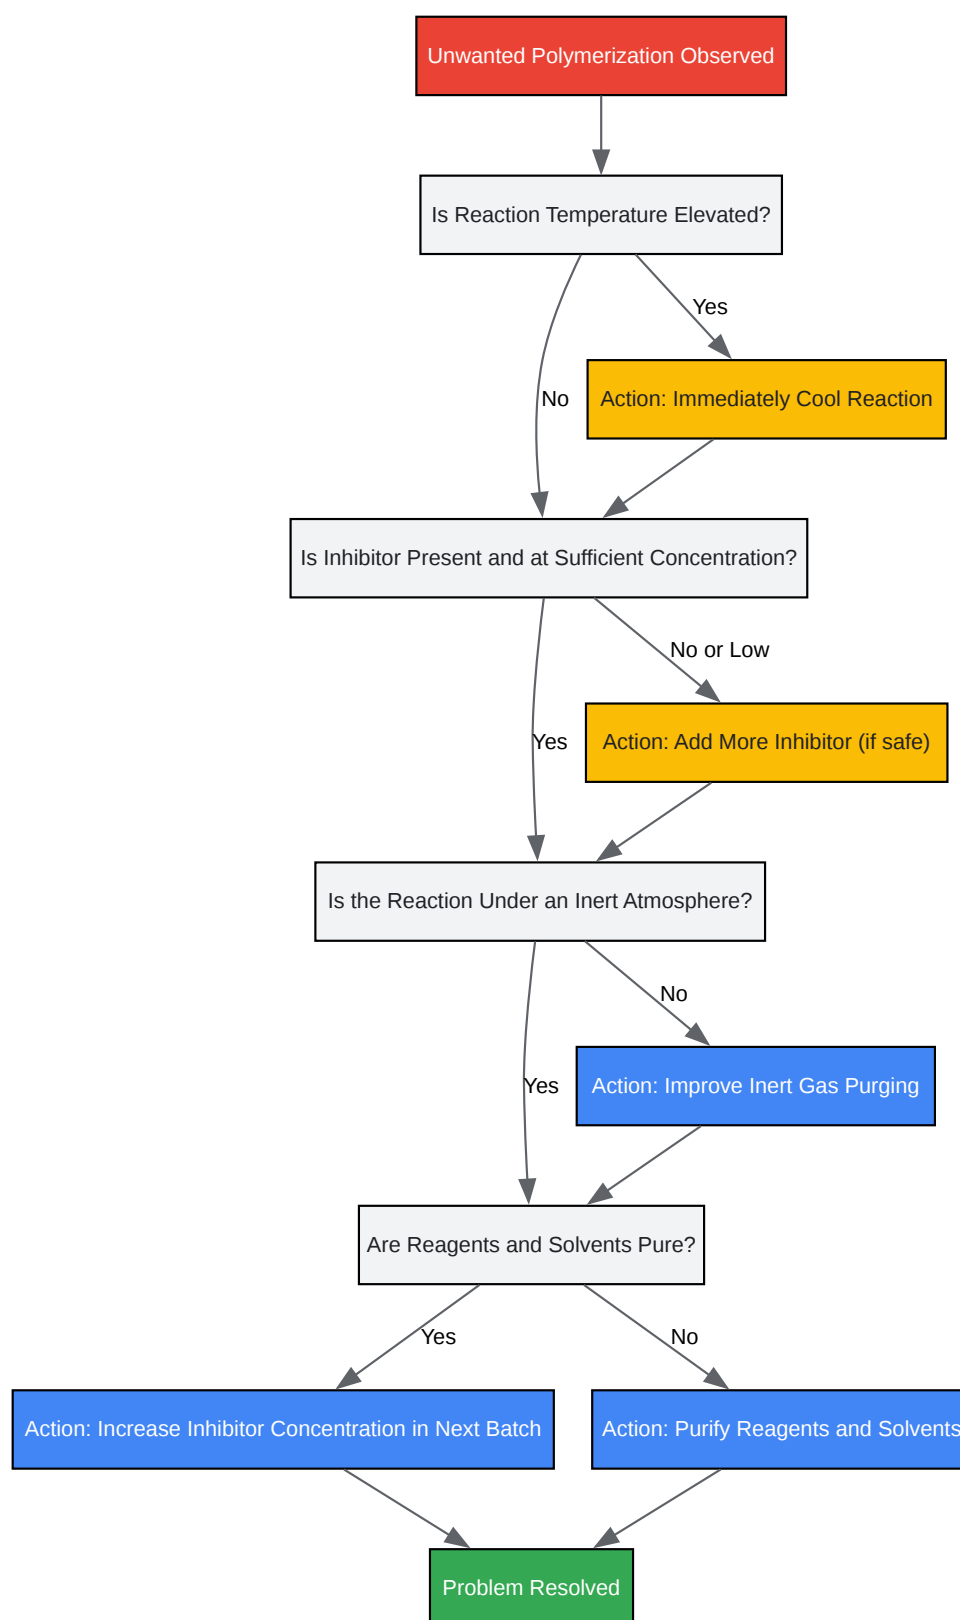 Unwanted Polymerization Observed
Is Reaction Temperature Elevated?
Yes
No
Action: Immediately Cool Reaction
Is Inhibitor Present and at Sufficient Concentration?
No or Low
Yes
Action: Add More Inhibitor (if safe)
Is the Reaction Under an Inert Atmosphere?
No
Yes
Action: Improve Inert Gas Purging
Are Reagents and Solvents Pure?
Yes
No
Action: Increase Inhibitor Concentration in Next Batch
Action: Purify Reagents and Solvents
Problem Resolved